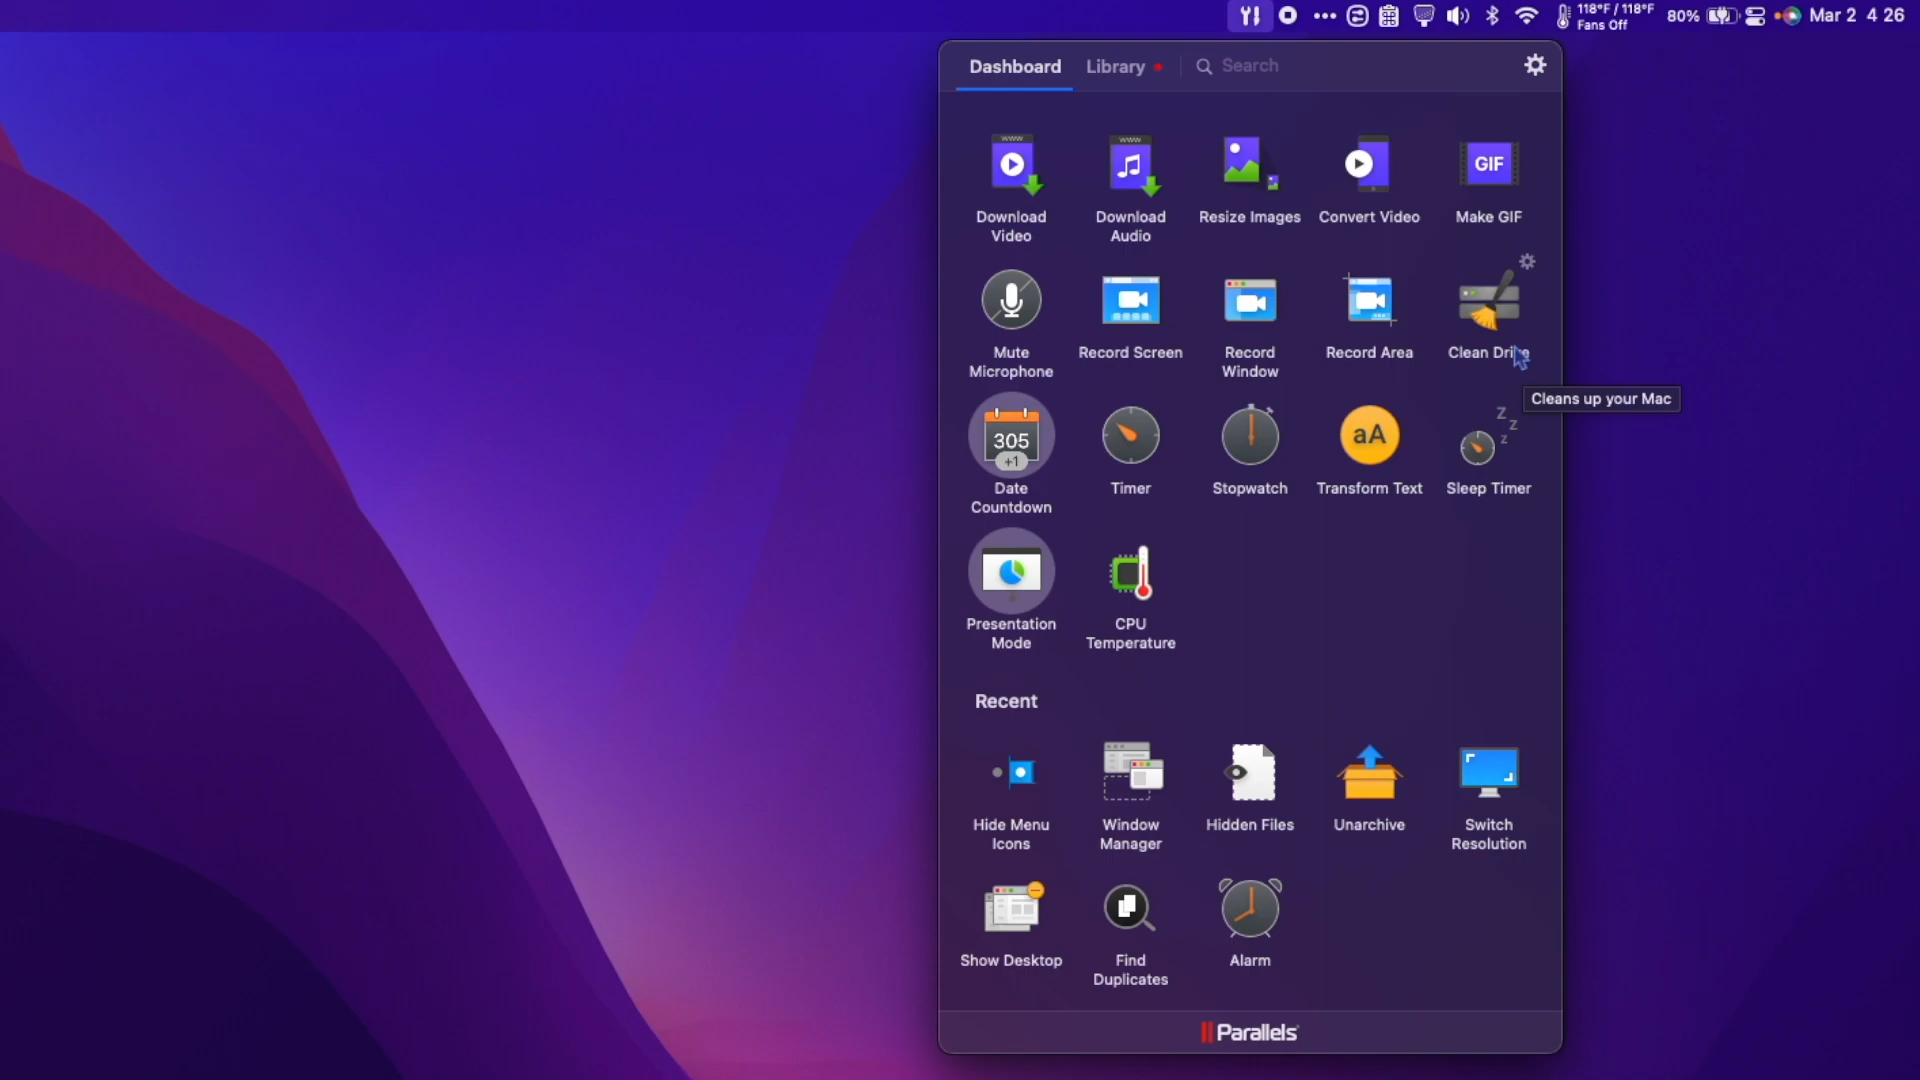 118°F / 118°F
Fans Off
80%
Mar 2 4 26
Dashboard
Library
Search
WWW
WWW
GIF
Download
Video
Download
Audio
Resize Images
Convert Video
Make GIF
Mute
Microphone
Record Screen
Record
Window
Record Area
Clean Drive
Cleans up your Mac
305
+1
aA
Z
Z
Z
Date
Countdown
Timer
Stopwatch
Transform Text
Sleep Timer
Presentation
Mode
CPU
Temperature
Recent
Hide Menu
Icons
Window
Manager
Hidden Files
Unarchive
Switch
Resolution
Show Desktop
Find
Duplicates
Alarm
Parallels